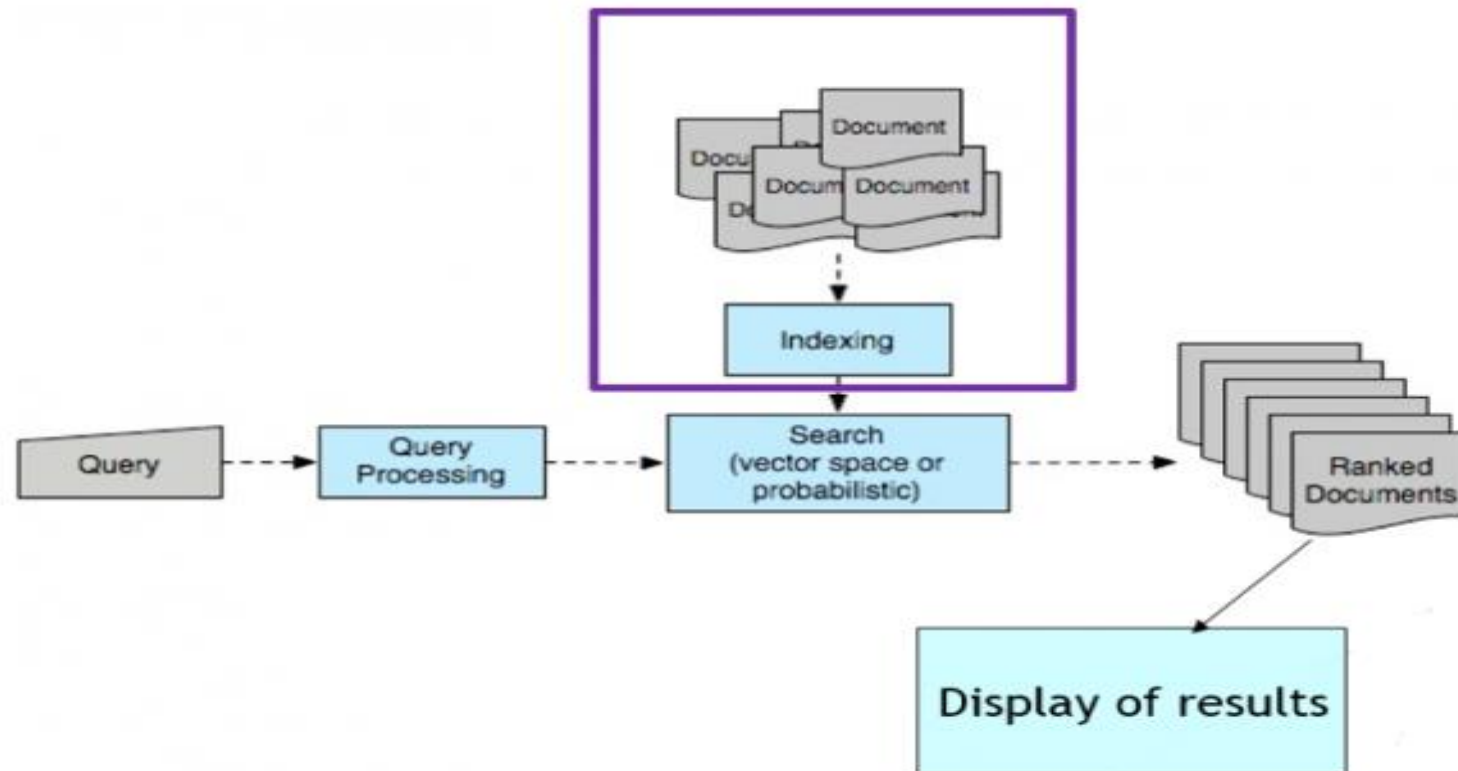 Document
Docu
Docum
Document
Indexing
Query
Query
Processing
Search
(vector space or
probabilistic)
Ranked
Documents
Display of results